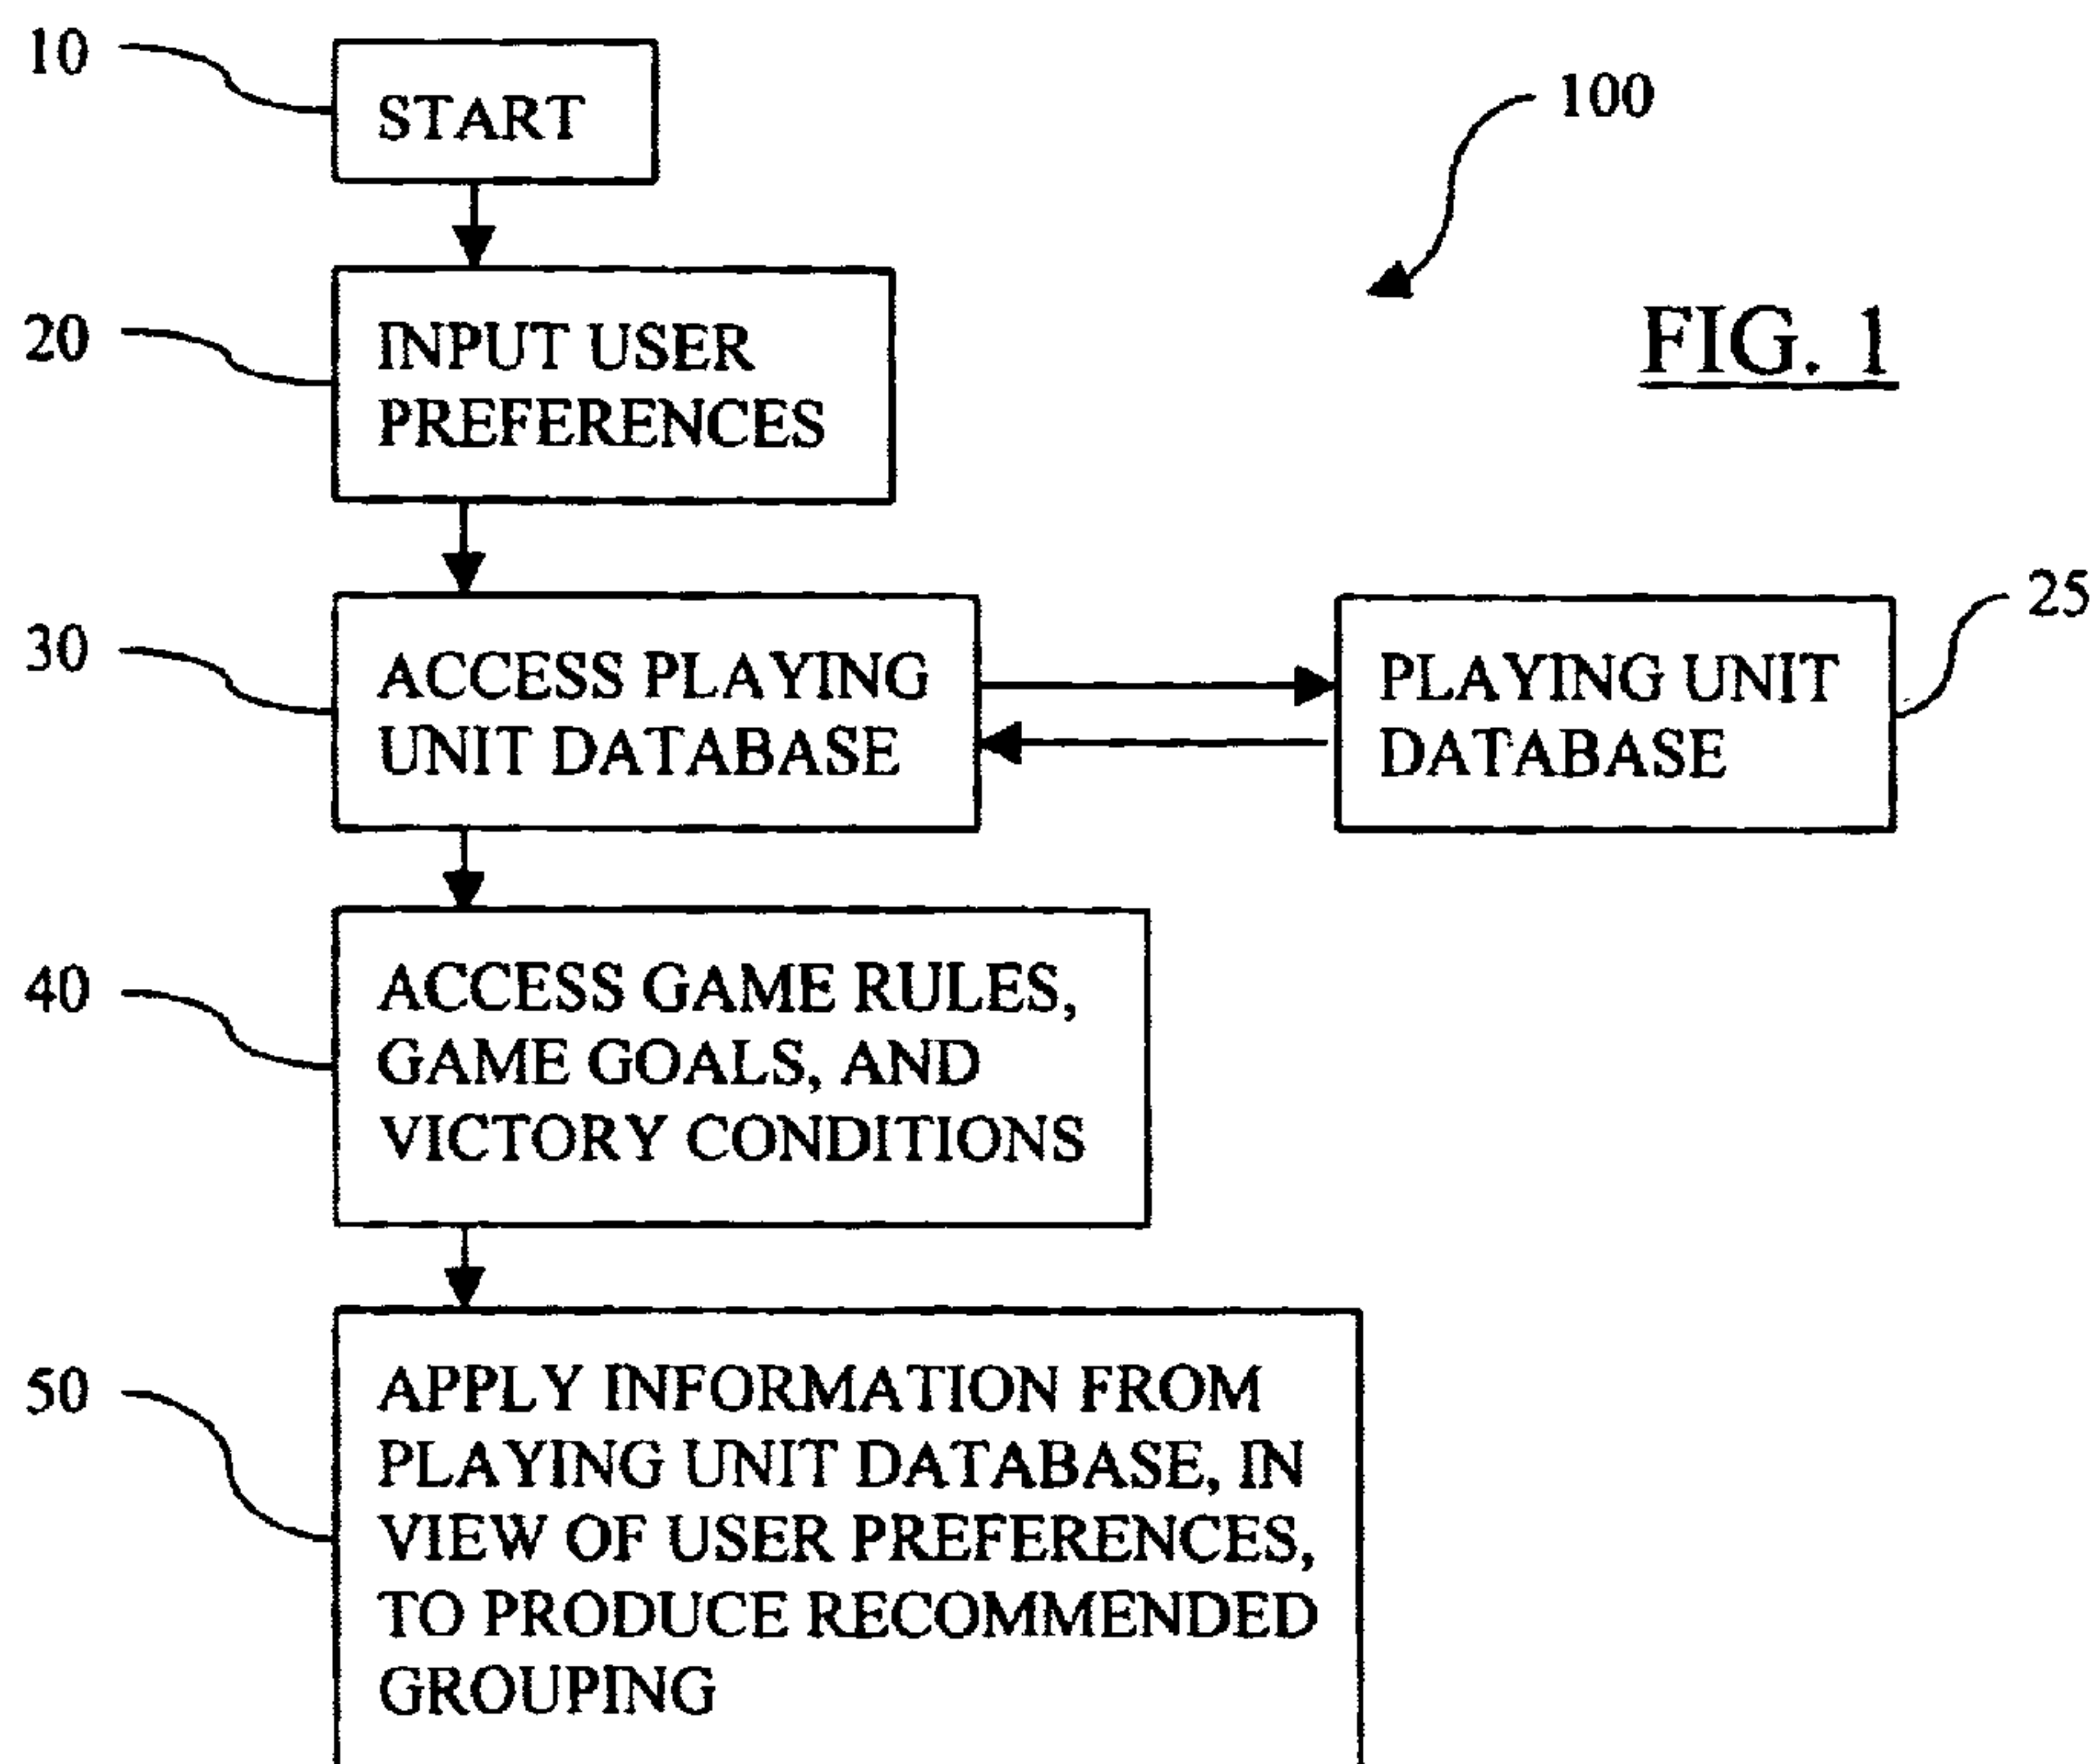 10
START
100
20
INPUT USER
PREFERENCES
FIG. 1
30
ACCESS PLAYING
UNIT DATABASE
PLAYING UNIT
DATABASE
25
40
ACCESS GAME RULES,
GAME GOALS, AND
VICTORY CONDITIONS
50
APPLY INFORMATION FROM
PLAYING UNIT DATABASE, IN
VIEW OF USER PREFERENCES,
TO PRODUCE RECOMMENDED
GROUPING